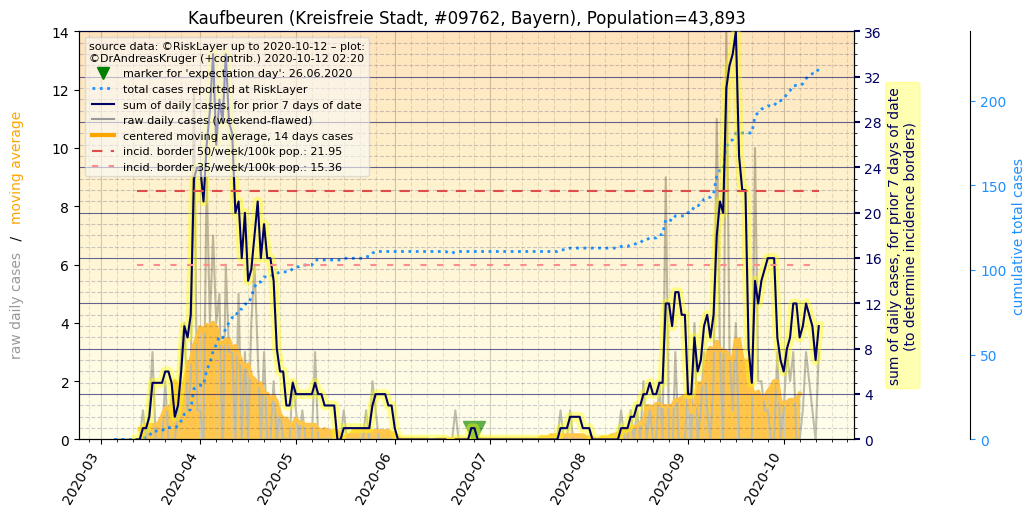 Kaufbeuren (Kreisfreie Stadt, #09762, Bayern), Population=43,893
source data: ©RiskLayer up to 2020-10-12 – plot:
©DrAndreasKruger (+contrib.) 2020-10-12 02:20
marker for 'expectation day': 26.06.2020
total cases reported at RiskLayer
sum of daily cases, for prior 7 days of date
raw daily cases (weekend-flawed)
centered moving average, 14 days cases
incid. border 50/week/100k pop.: 21.95
incid. border 35/week/100k pop.: 15.36
raw daily cases / moving average
14
12
10
8
6
4
2
0
36
32
28
24
20
16
12
8
4
0
sum of daily cases, for prior 7 days of date
(to determine incidence borders)
200
150
100
50
0
cumulative total cases
2020-03
2020-04
2020-05
2020-06
2020-07
2020-08
2020-09
2020-10